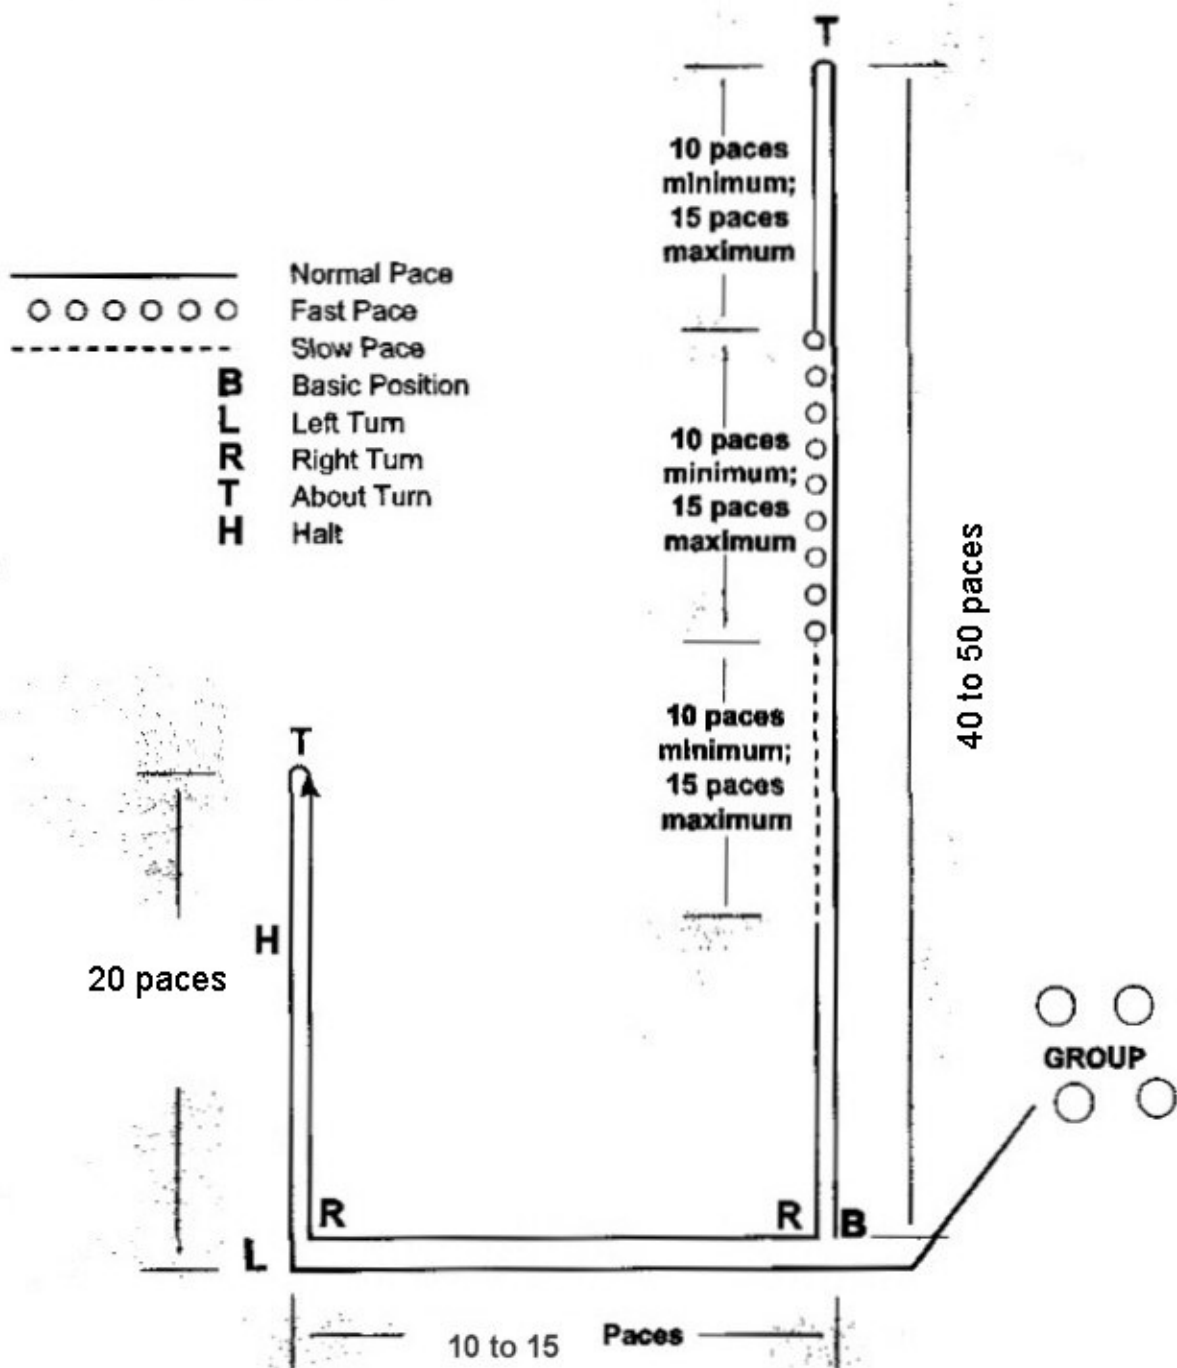 T
10 paces
minimum;
15 paces
maximum
Normal Pace
Fast Pace
Slow Pace
B Basic Position
L Left Turn
R Right Turn
T About Turn
H Halt
10 paces
minimum;
15 paces
maximum
40 to 50 paces
10 paces
minimum;
15 paces
maximum
T
H
20 paces
GROUP
R
R
B
L
10 to 15 Paces